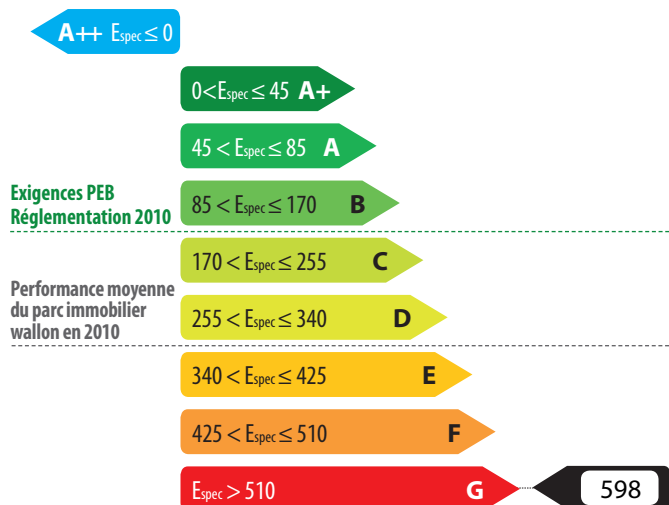 A++ Espec ≤ 0
0<Espec ≤ 45 A+
45 < Espec ≤ 85 A
Exigences PEB
Réglementation 2010
85 < Espec ≤ 170 B
170 < Espec ≤ 255 C
Performance moyenne
du parc immobilier
wallon en 2010
255 < Espec ≤ 340 D
340 < Espec ≤ 425 E
425 < Espec ≤ 510 F
Espec > 510 G 598